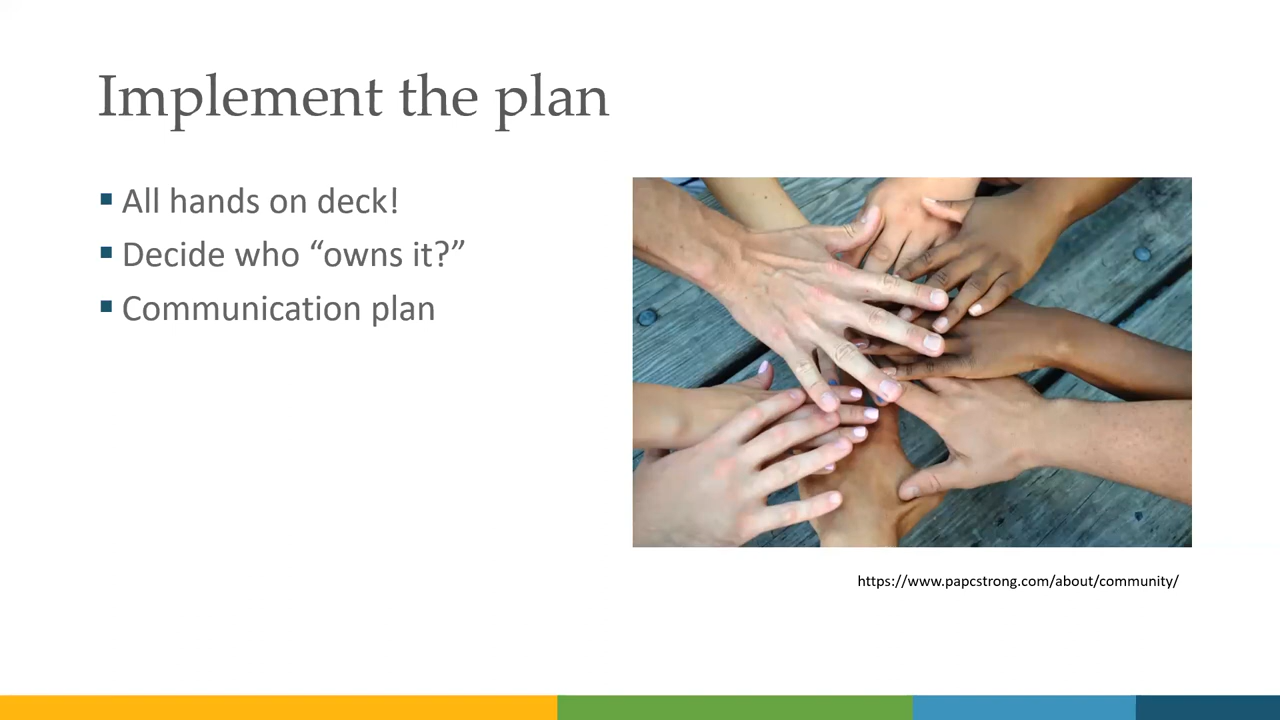 Implement the plan
All hands on deck!
Decide who “owns it?”
Communication plan
https://www.papcstrong.com/about/community/